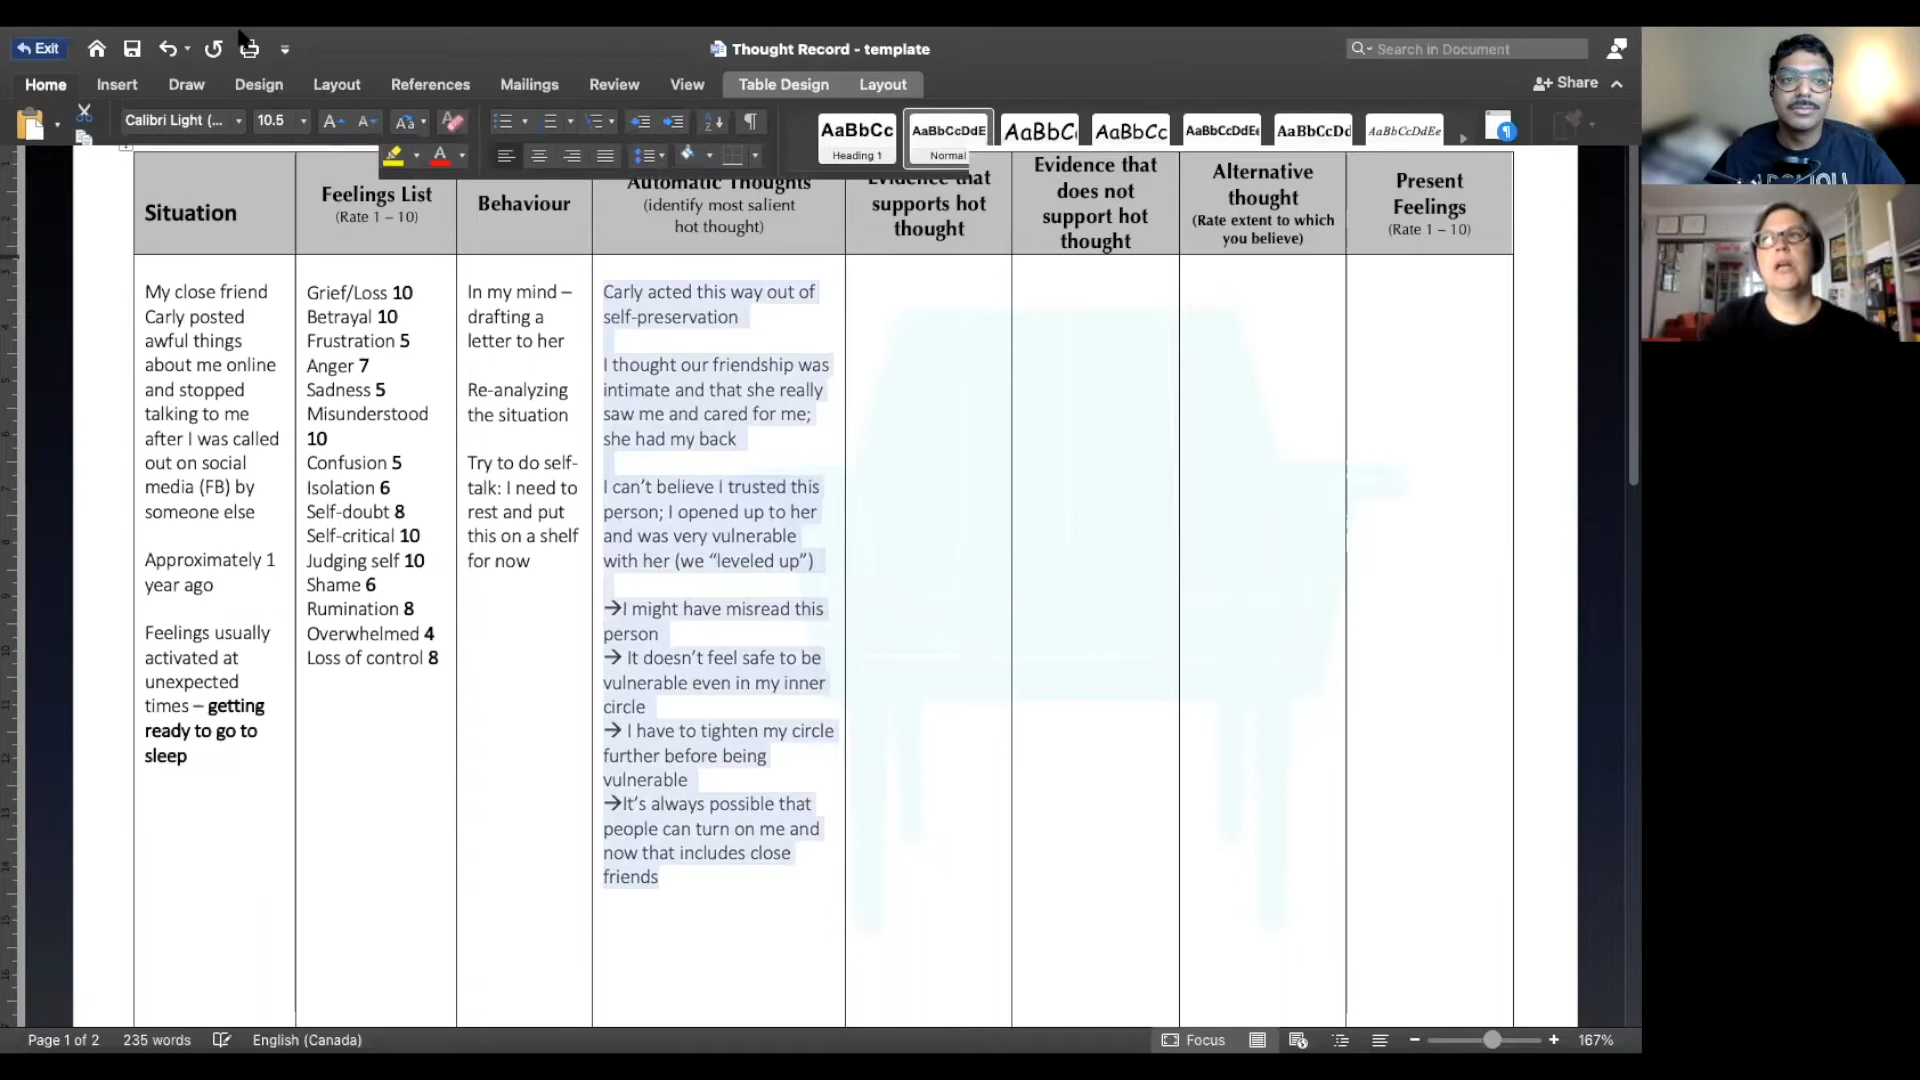 Exit
Thought Record - template
Search in Document
Home Insert Draw Design Layout References Mailings Review View Table Design Layout
Share
Calibri Light (...
10.5
AaBbCc
AaBbCcDdE
AaBbC
AaBbCc
AaBbCcDdEe
AaBbCcDd
AaBbCcDdEe
Heading 1
Normal
Situation
Feelings List
(Rate 1 – 10)
Behaviour
Automatic Thoughts
(identify most salient
hot thought)
Evidence that
supports hot
thought
Evidence that
does not
support hot
thought
Alternative
thought
(Rate extent to which
you believe)
Present
Feelings
(Rate 1 – 10)
My close friend
Carly posted
awful things
about me online
and stopped
talking to me
after I was called
out on social
media (FB) by
someone else
Approximately 1
year ago
Feelings usually
activated at
unexpected
times – getting
ready to go to
sleep
Grief/Loss 10
Betrayal 10
Frustration 5
Anger 7
Sadness 5
Misunderstood
10
Confusion 5
Isolation 6
Self-doubt 8
Self-critical 10
Judging self 10
Shame 6
Rumination 8
Overwhelmed 4
Loss of control 8
In my mind –
drafting a
letter to her
Re-analyzing
the situation
Try to do self-
talk: I need to
rest and put
this on a shelf
for now
Carly acted this way out of
self-preservation
I thought our friendship was
intimate and that she really
saw me and cared for me;
she had my back
I can't believe I trusted this
person; I opened up to her
and was very vulnerable
with her (we "leveled up")
→I might have misread this
person
→ It doesn't feel safe to be
vulnerable even in my inner
circle
→ I have to tighten my circle
further before being
vulnerable
→It's always possible that
people can turn on me and
now that includes close
friends
Page 1 of 2
235 words
English (Canada)
Focus
167%